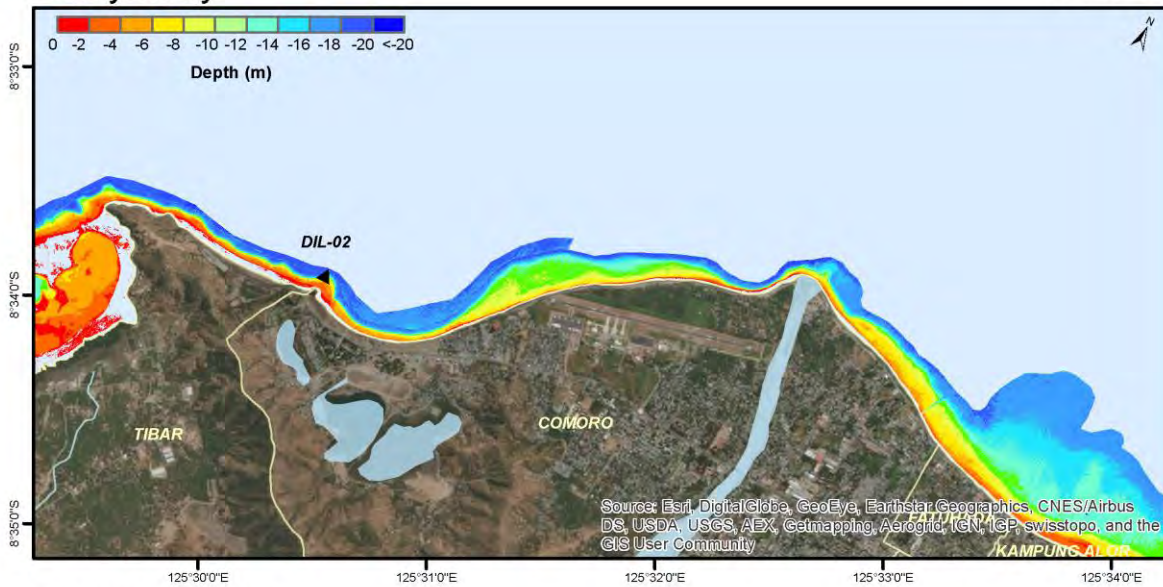 0 -2 -4 -6 -8 -10 -12 -14 -16 -18 -20 <-20
Depth (m)
N
8°33'0"S
8°34'0"S
8°35'0"S
DIL-02
TIBAR
COMORO
KAMPUNG ALOR
Source: Esri, DigitalGlobe, GeoEye, Earthstar Geographics, CNES/Airbus
DS, USDA, USGS, AEX, Getmapping, Aerogrid, IGN, IGP, swisstopo, and the
GIS User Community
125°30'0"E 125°31'0"E 125°32'0"E 125°33'0"E 125°34'0"E